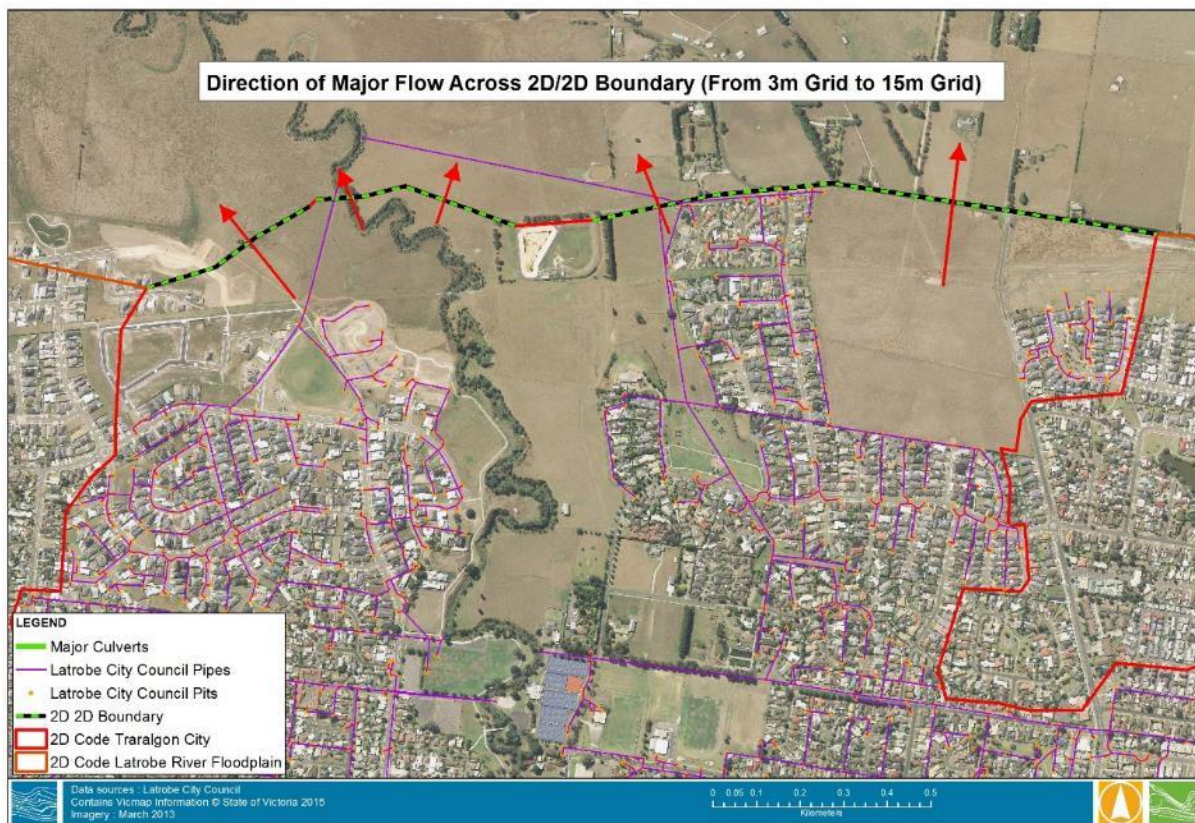 Direction of Major Flow Across 2D/2D Boundary (From 3m Grid to 15m Grid)
LEGEND
Major Culverts
Latrobe City Council Pipes
Latrobe City Council Pits
2D 2D Boundary
2D Code Traralgon City
2D Code Latrobe River Floodplain
Data sources : Latrobe City Council
Contains Vicmap Information © State of Victoria 2015
Imagery : March 2013
0 0.05 0.1 0.2 0.3 0.4 0.5
Kilometers